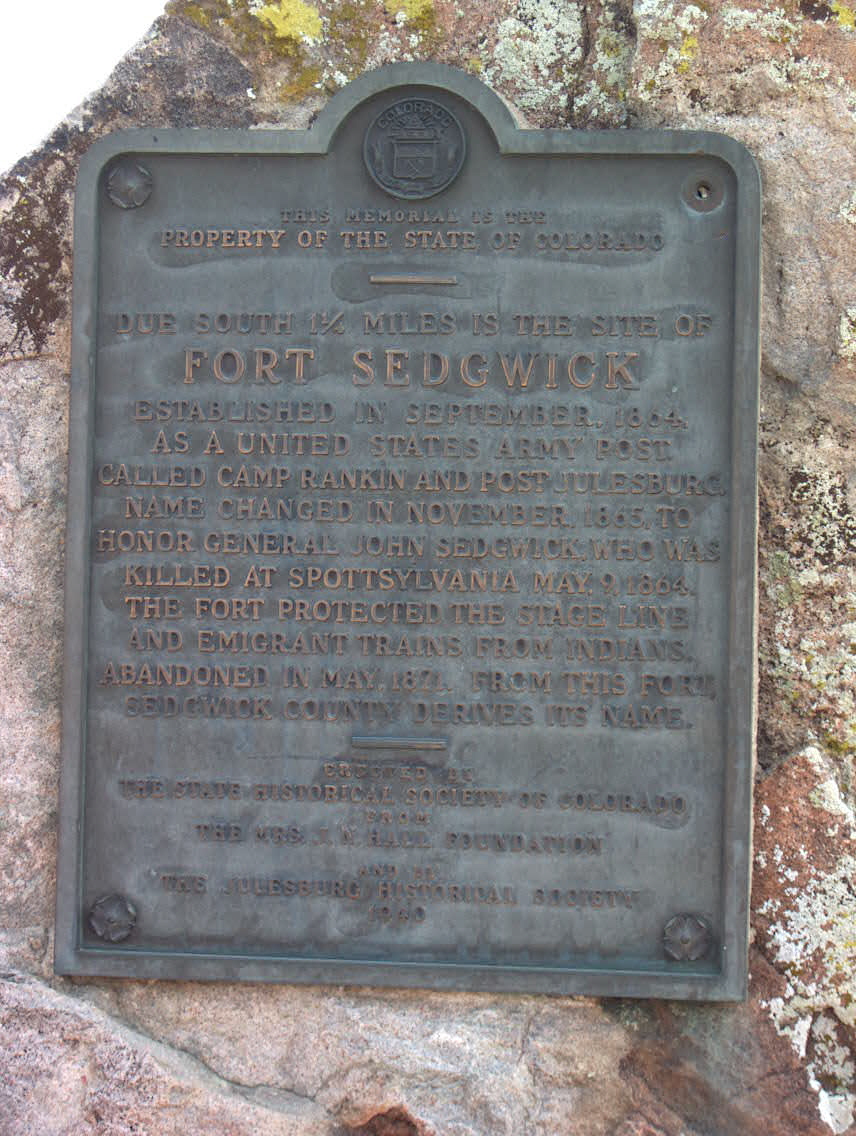 COLORADO
THIS MEMORIAL IS THE
PROPERTY OF THE STATE OF COLORADO
DUE SOUTH 1¼ MILES IS THE SITE OF
FORT SEDGWICK
ESTABLISHED IN SEPTEMBER, 1864,
AS A UNITED STATES ARMY POST.
CALLED CAMP RANKIN AND POST JULESBURG.
NAME CHANGED IN NOVEMBER, 1865, TO
HONOR GENERAL JOHN SEDGWICK, WHO WAS
KILLED AT SPOTTSYLVANIA MAY, 9, 1864.
THE FORT PROTECTED THE STAGE LINE
AND EMIGRANT TRAINS FROM INDIANS.
ABANDONED IN MAY, 1871. FROM THIS FORT,
SEDGWICK COUNTY DERIVES ITS NAME.
ERECTED BY
THE STATE HISTORICAL SOCIETY OF COLORADO
FROM
THE MRS. J. N. HALL FOUNDATION
AND BY
THE JULESBURG HISTORICAL SOCIETY
1940